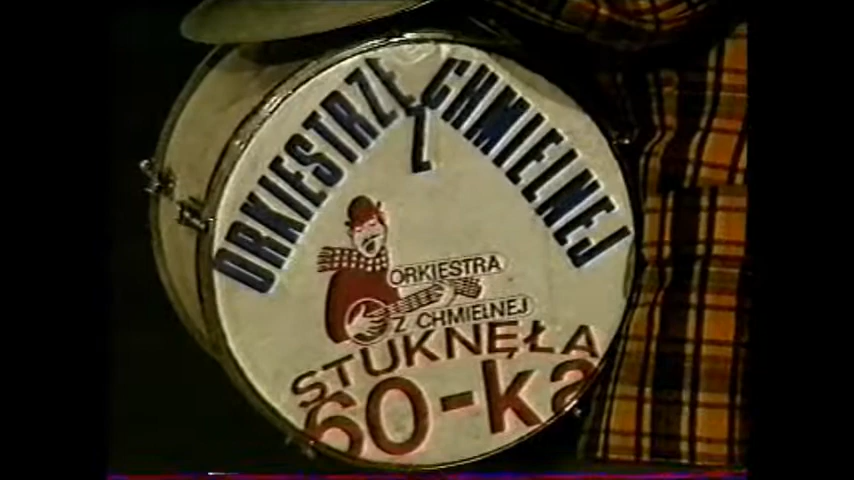 ORKIESTRZE
Z
CHMIELNEJ
ORKIESTRA
Z CHMIELNEJ
STUKNĘŁA
60-ka